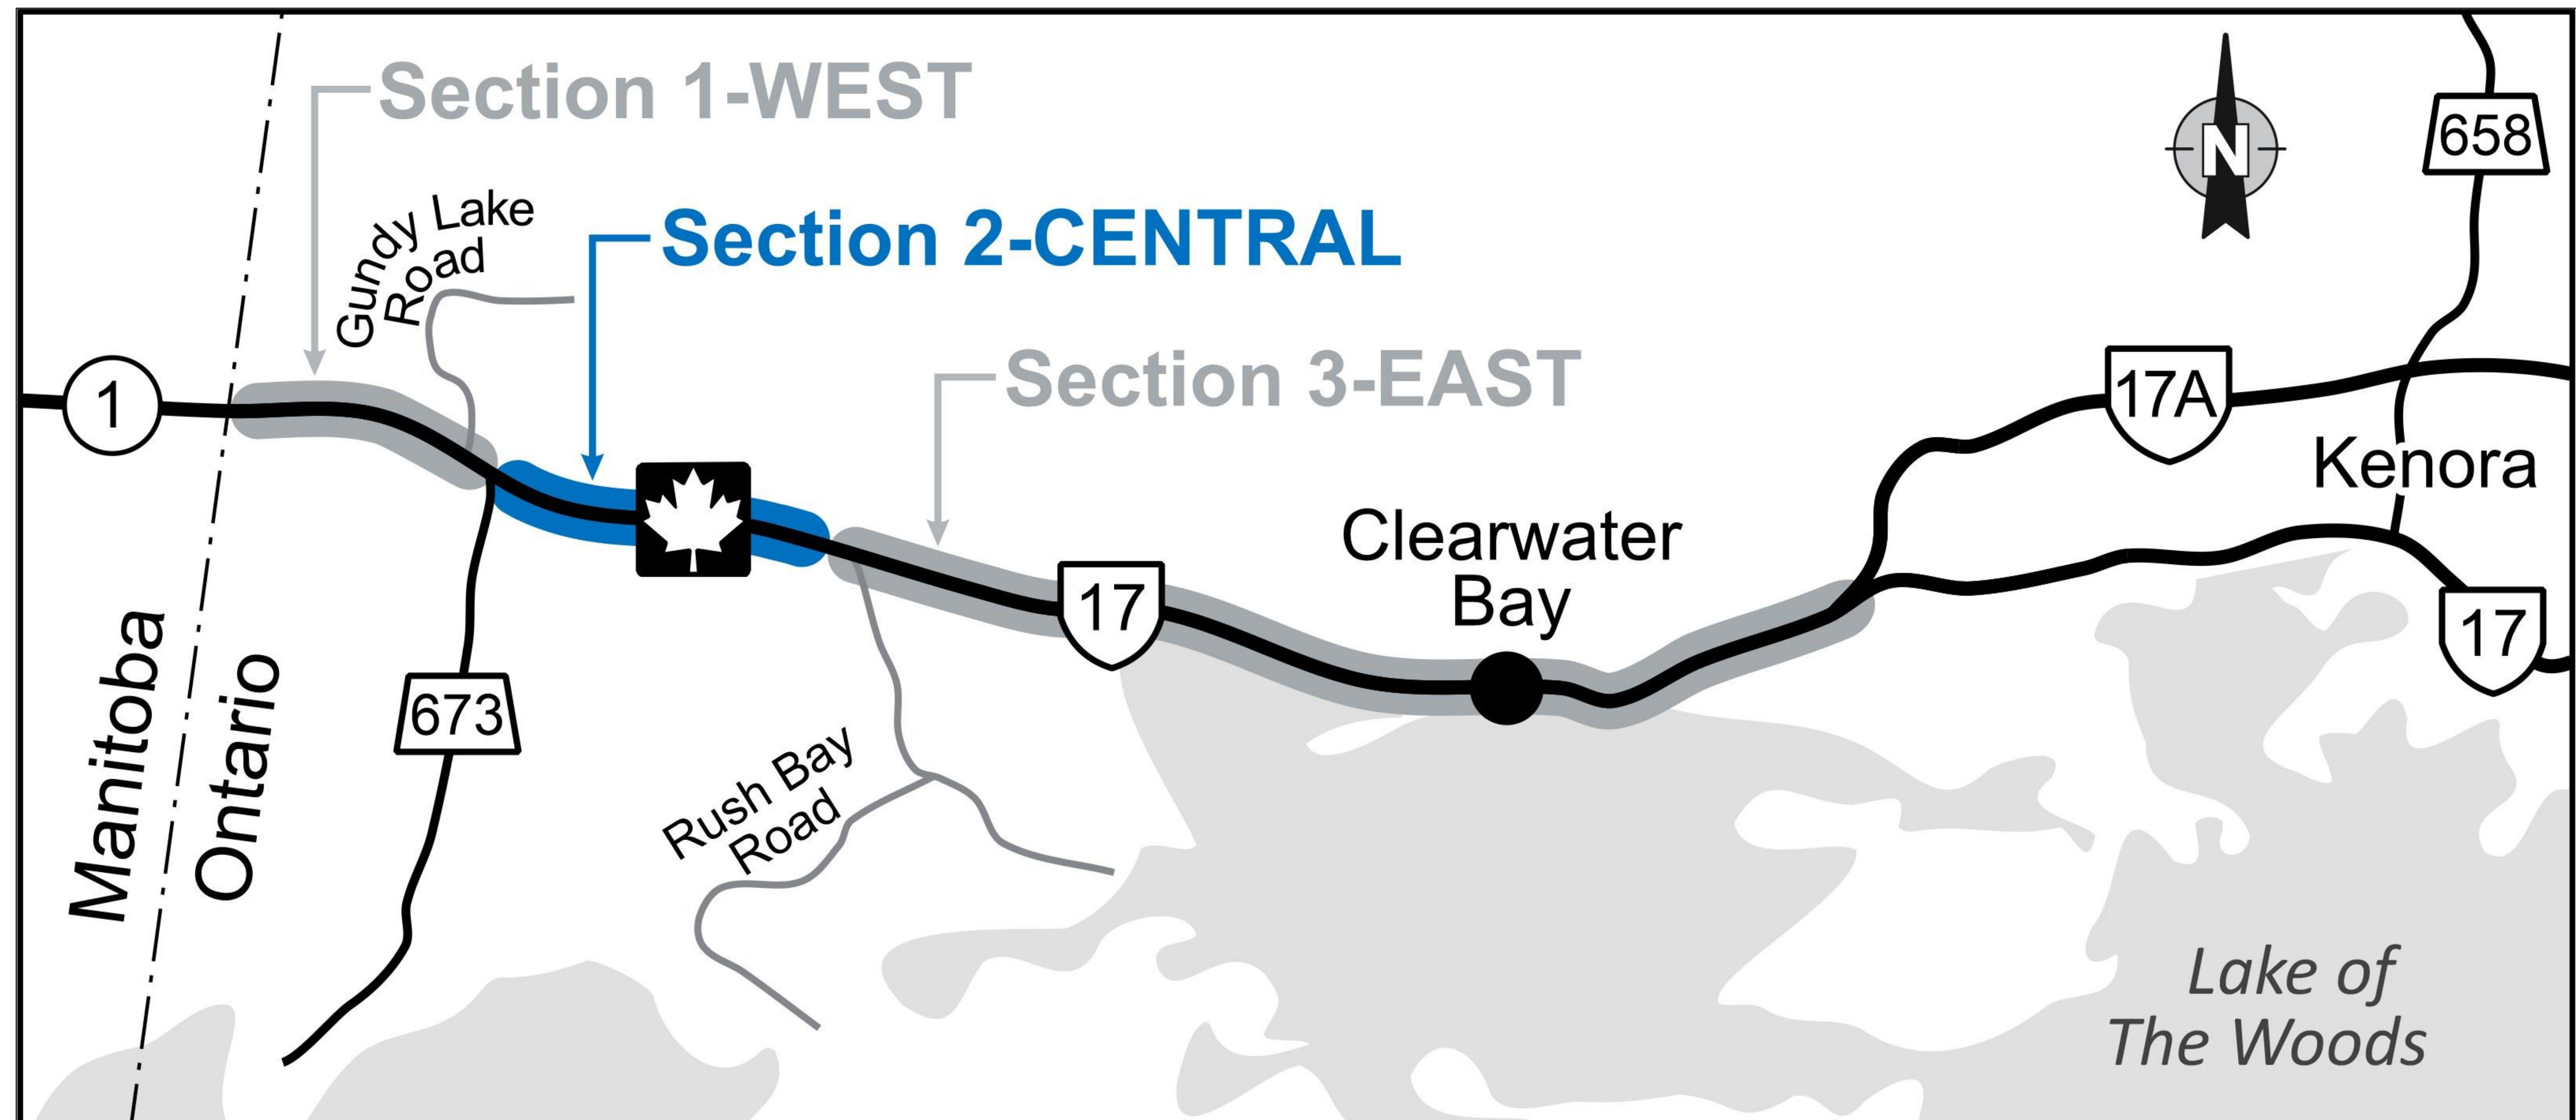 Section 1-WEST
658
N
Gundy Lake
Road
Section 2-CENTRAL
Section 3-EAST
1
17A
Kenora
Clearwater
Bay
17
17
Manitoba
Ontario
673
Rush Bay
Road
Lake of
The Woods